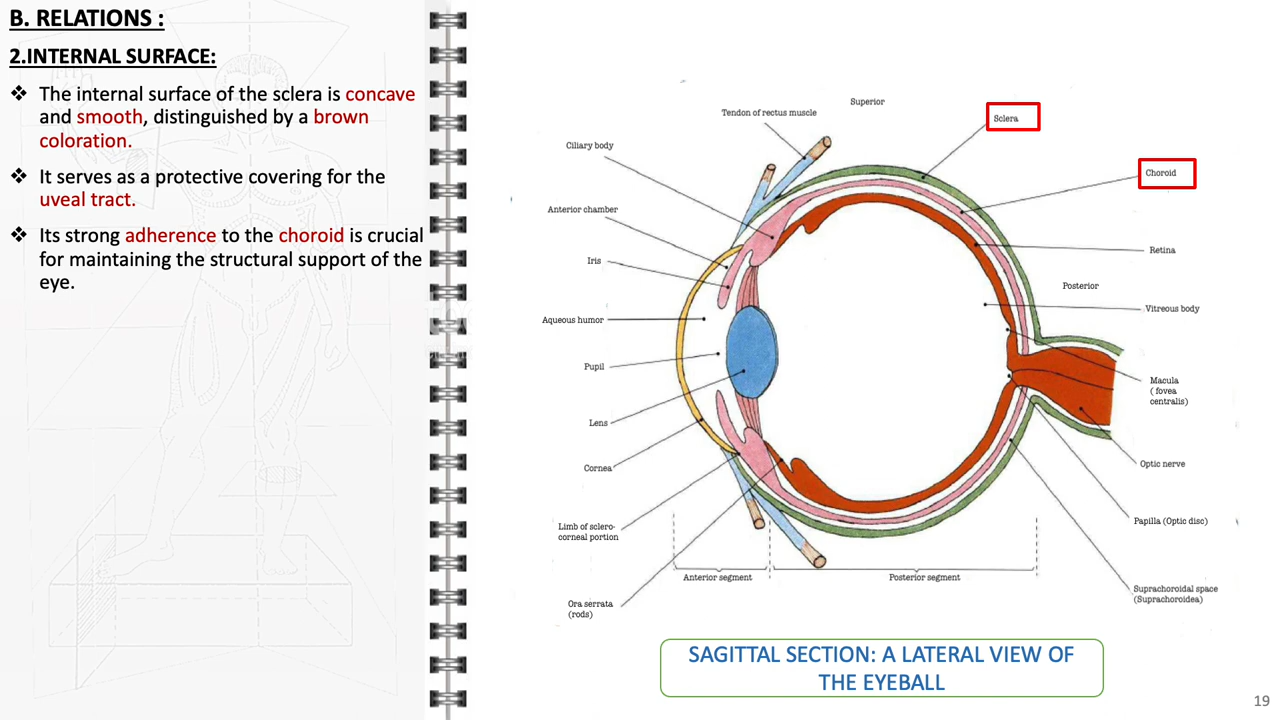 B. RELATIONS :
2.INTERNAL SURFACE:
❖ The internal surface of the sclera is concave
and smooth, distinguished by a brown
coloration.
❖ It serves as a protective covering for the
uveal tract.
❖ Its strong adherence to the choroid is crucial
for maintaining the structural support of the
eye.
Superior
Tendon of rectus muscle
Sclera
Ciliary body
Choroid
Anterior chamber
Retina
Iris
Posterior
Vitreous body
Aqueous humor
Pupil
Macula
( fovea
centralis)
Lens
Cornea
Optic nerve
Limb of sclero-
corneal portion
Papilla (Optic disc)
Anterior segment
Posterior segment
Suprachoroidal space
(Suprachoroidea)
Ora serrata
(rods)
SAGITTAL SECTION: A LATERAL VIEW OF
THE EYEBALL
19